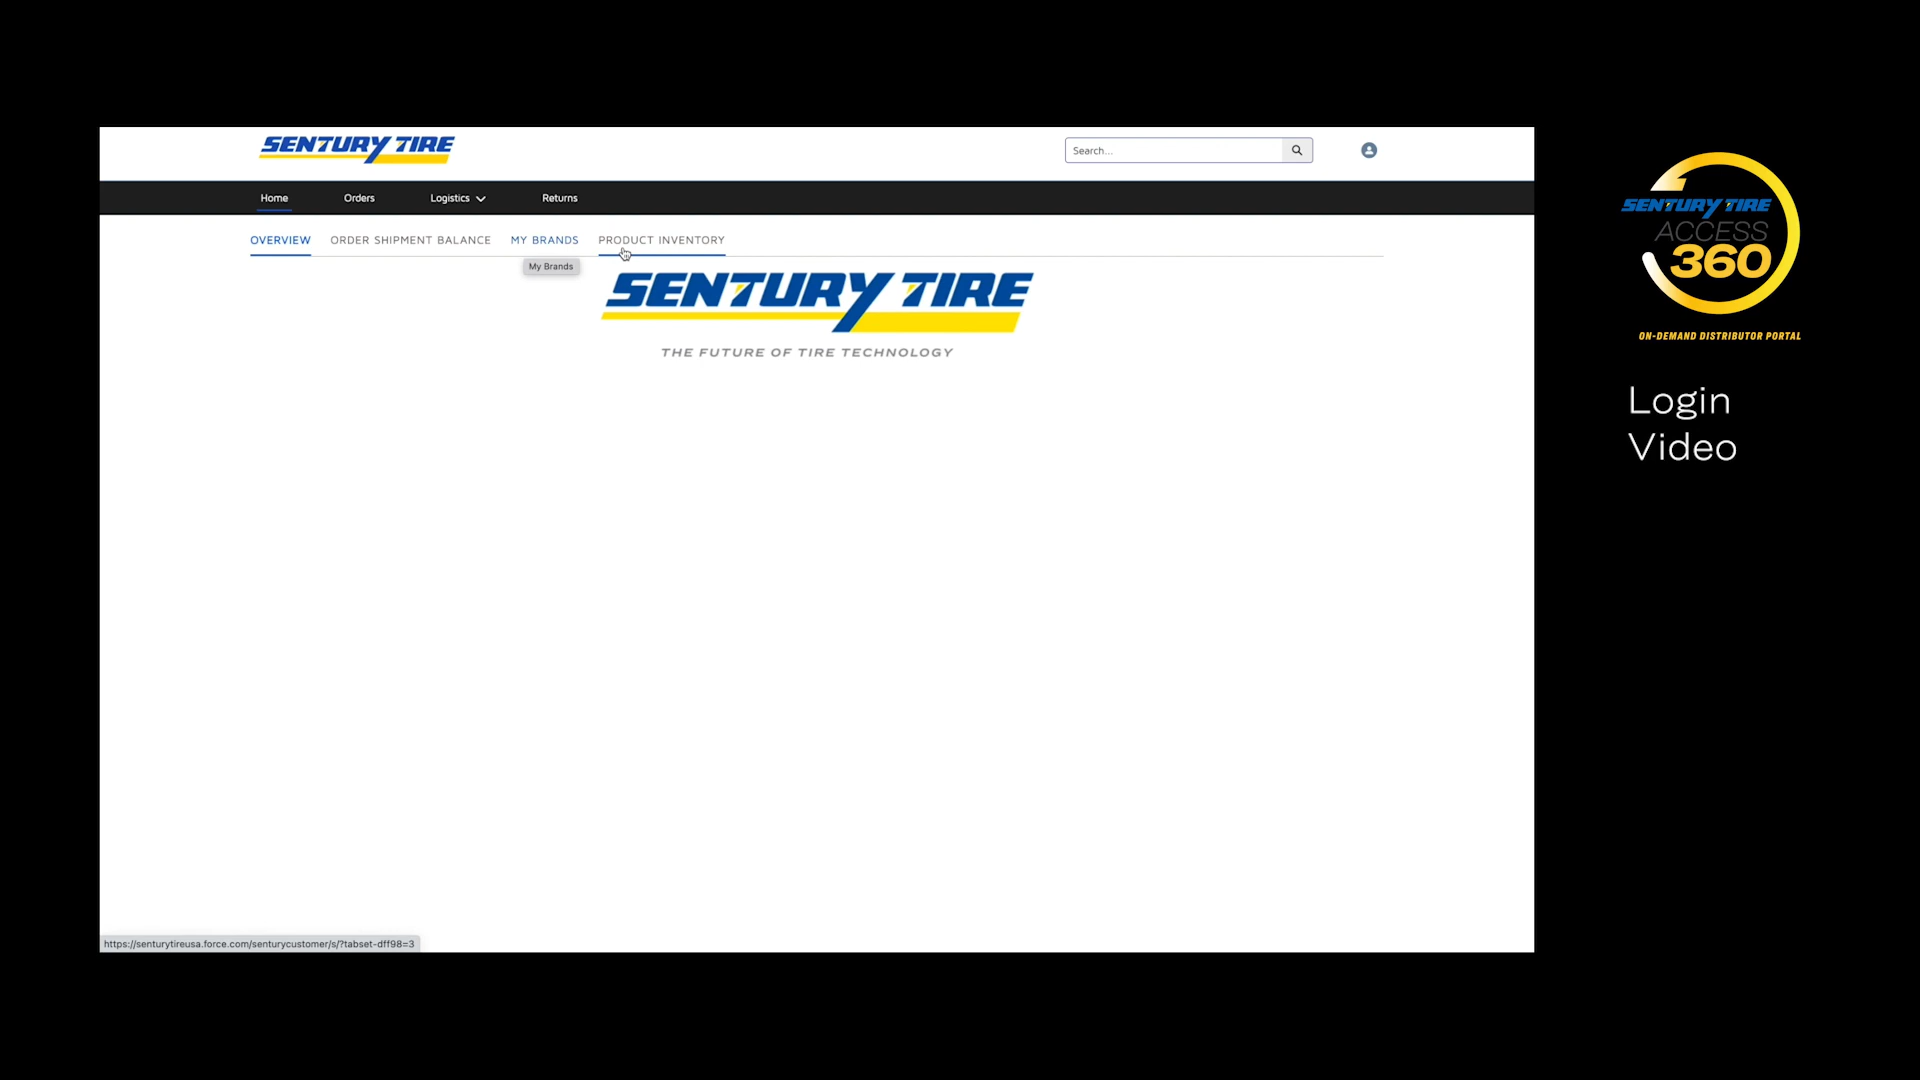 SENTURY TIRE
Search...
Home Orders Logistics Returns
OVERVIEW ORDER SHIPMENT BALANCE MY BRANDS PRODUCT INVENTORY
My Brands
SENTURY TIRE
THE FUTURE OF TIRE TECHNOLOGY
https://senturytireusa.force.com/senturycustomer/s/?tabset-dff98=3
SENTURY TIRE
ACCESS
360
ON-DEMAND DISTRIBUTOR PORTAL
Login
Video